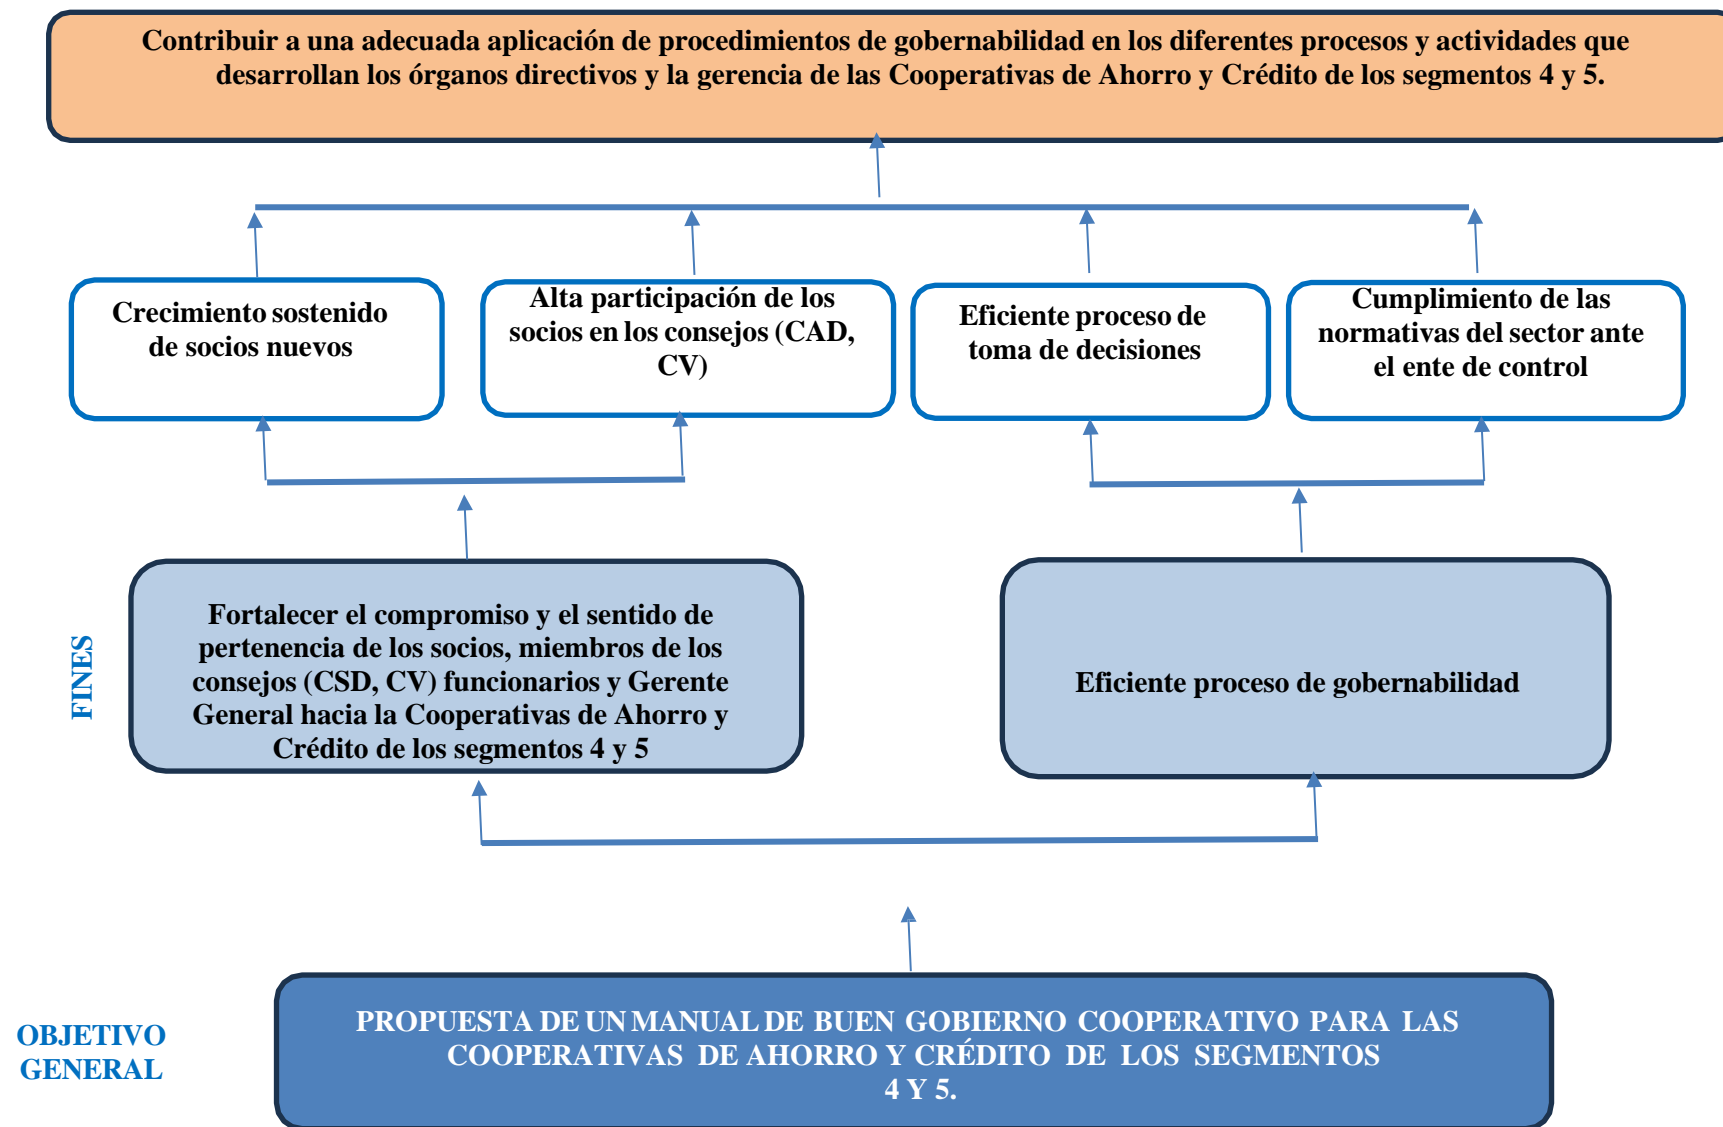 Contribuir a una adecuada aplicación de procedimientos de gobernabilidad en los diferentes procesos y actividades que
desarrollan los órganos directivos y la gerencia de las Cooperativas de Ahorro y Crédito de los segmentos 4 y 5.
Crecimiento sostenido
de socios nuevos
Alta participación de los
socios en los consejos (CAD,
CV)
Eficiente proceso de
toma de decisiones
Cumplimiento de las
normativas del sector ante
el ente de control
FINES
Fortalecer el compromiso y el sentido de
pertenencia de los socios, miembros de los
consejos (CSD, CV) funcionarios y Gerente
General hacia la Cooperativas de Ahorro y
Crédito de los segmentos 4 y 5
Eficiente proceso de gobernabilidad
OBJETIVO
GENERAL
PROPUESTA DE UN MANUAL DE BUEN GOBIERNO COOPERATIVO PARA LAS
COOPERATIVAS DE AHORRO Y CRÉDITO DE LOS SEGMENTOS
4 Y 5.